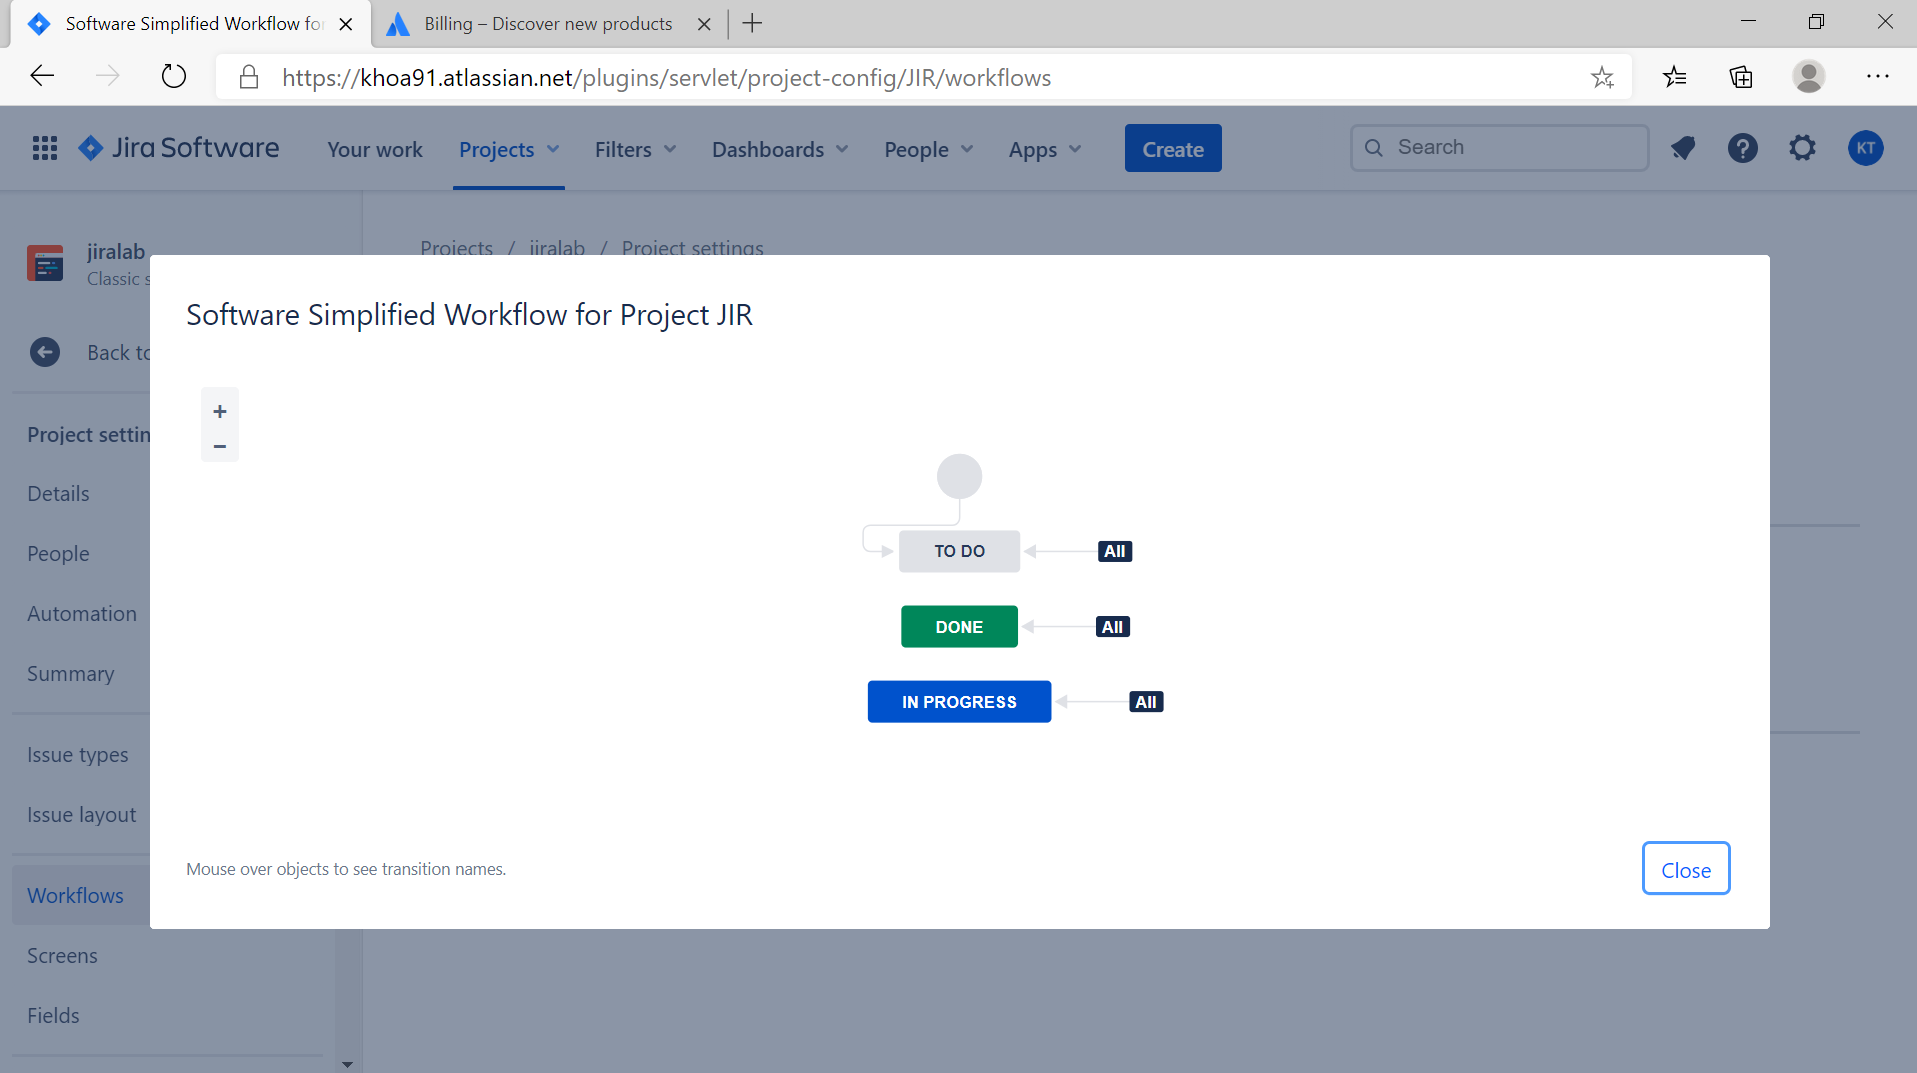 Software Simplified Workflow for
Billing – Discover new products
https://khoa91.atlassian.net/plugins/servlet/project-config/JIR/workflows
Jira Software
Your work
Projects
Filters
Dashboards
People
Apps
Create
Search
KT
jiralab
Classic s
Projects / jiralab / Project settings
Software Simplified Workflow for Project JIR
Back to
+
−
Project settin
Details
People
Automation
Summary
TO DO
All
DONE
All
IN PROGRESS
All
Issue types
Issue layout
Mouse over objects to see transition names.
Close
Workflows
Screens
Fields